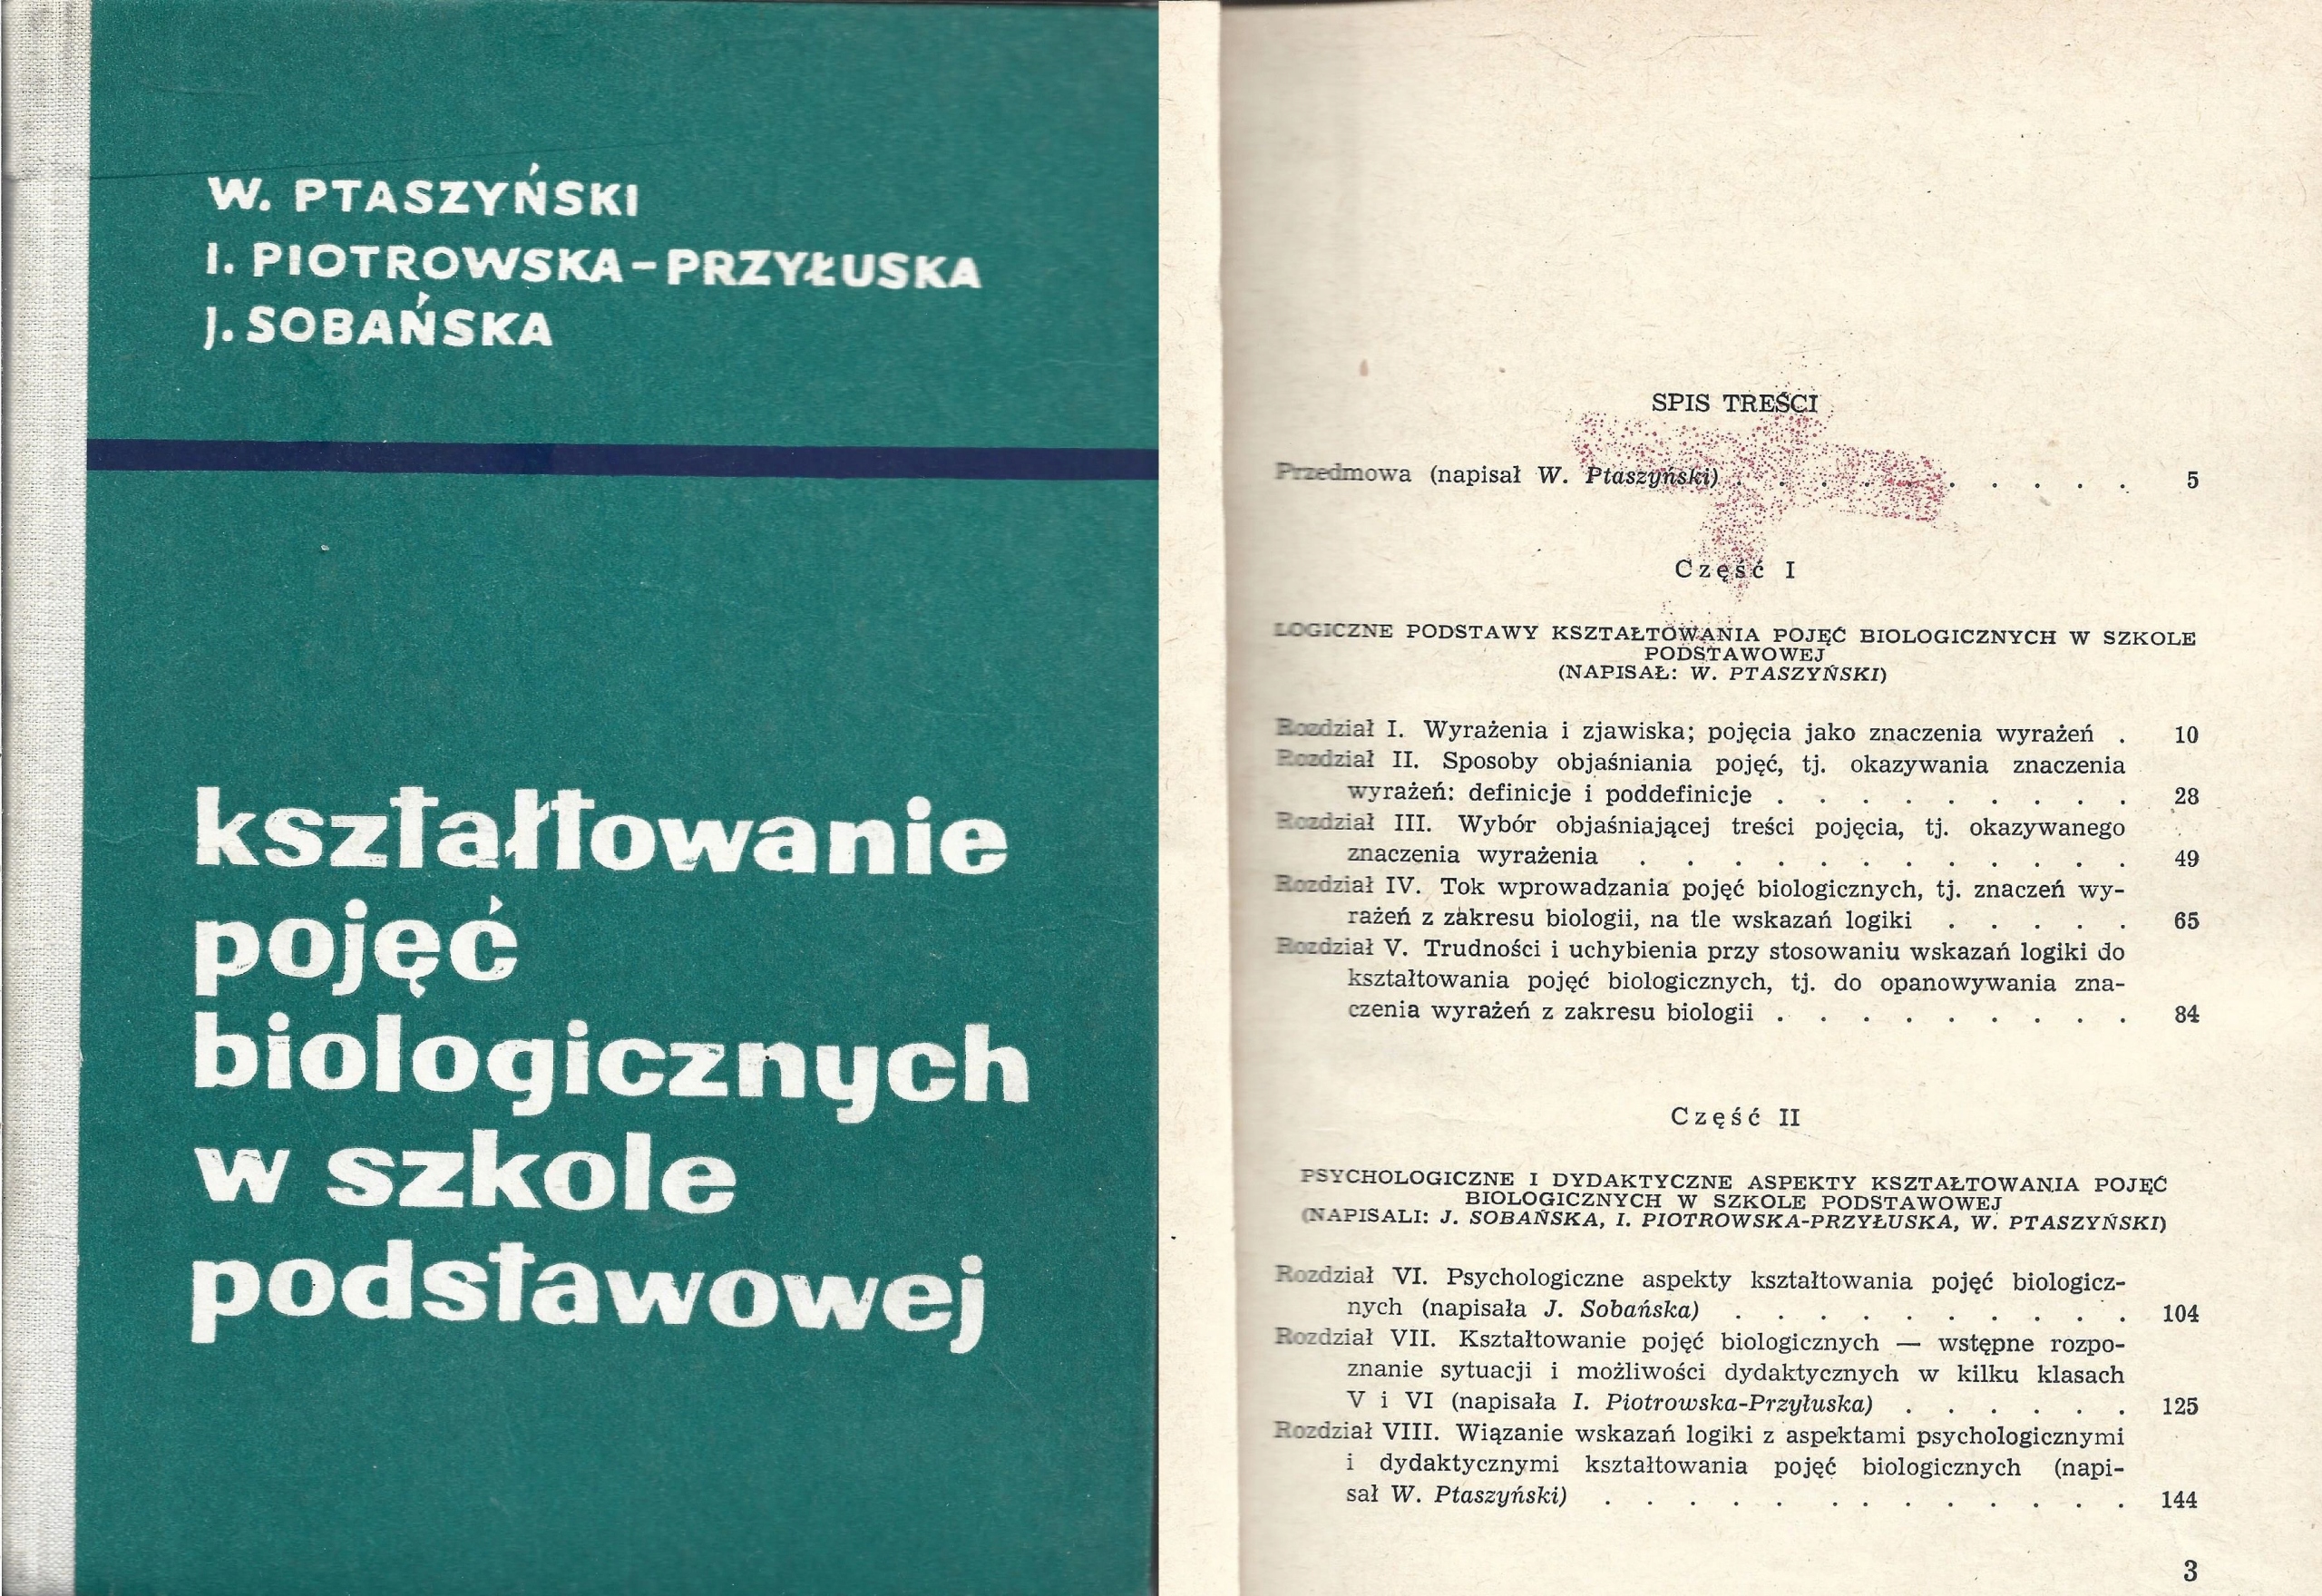 W. PTASZYŃSKI
I. PIOTROWSKA-PRZYŁUSKA
J. SOBAŃSKA
kształtowanie
pojęć
biologicznych
w szkole
podstawowej
SPIS TREŚCI
Przedmowa (napisał W. Ptaszyński) . . . . . . . . . . 5
Część I
LOGICZNE PODSTAWY KSZTAŁTOWANIA POJĘĆ BIOLOGICZNYCH W SZKOLE
PODSTAWOWEJ
(NAPISAŁ: W. PTASZYŃSKI)
Rozdział I. Wyrażenia i zjawiska; pojęcia jako znaczenia wyrażeń . 10
Rozdział II. Sposoby objaśniania pojęć, tj. okazywania znaczenia
wyrażeń: definicje i poddefinicje . . . . . . . . . 28
Rozdział III. Wybór objaśniającej treści pojęcia, tj. okazywanego
znaczenia wyrażenia . . . . . . . . . . . . 49
Rozdział IV. Tok wprowadzania pojęć biologicznych, tj. znaczeń wy-
rażeń z zakresu biologii, na tle wskazań logiki . . . . . 65
Rozdział V. Trudności i uchybienia przy stosowaniu wskazań logiki do
kształtowania pojęć biologicznych, tj. do opanowywania zna-
czenia wyrażeń z zakresu biologii . . . . . . . . . 84
Część II
PSYCHOLOGICZNE I DYDAKTYCZNE ASPEKTY KSZTAŁTOWANIA POJĘĆ
BIOLOGICZNYCH W SZKOLE PODSTAWOWEJ
(NAPISALI: J. SOBAŃSKA, I. PIOTROWSKA-PRZYŁUSKA, W. PTASZYŃSKI)
Rozdział VI. Psychologiczne aspekty kształtowania pojęć biologicz-
nych (napisała J. Sobańska) . . . . . . . . . . 104
Rozdział VII. Kształtowanie pojęć biologicznych — wstępne rozpo-
znanie sytuacji i możliwości dydaktycznych w kilku klasach
V i VI (napisała I. Piotrowska-Przyłuska) . . . . . . 125
Rozdział VIII. Wiązanie wskazań logiki z aspektami psychologicznymi
i dydaktycznymi kształtowania pojęć biologicznych (napi-
sał W. Ptaszyński) . . . . . . . . . . . . . 144
3